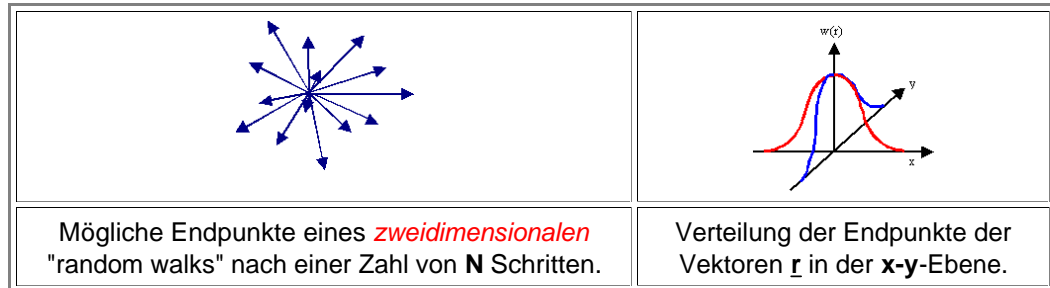 w(r)
y
x
Mögliche Endpunkte eines zweidimensionalen
"random walks" nach einer Zahl von N Schritten.
Verteilung der Endpunkte der
Vektoren r in der x-y-Ebene.